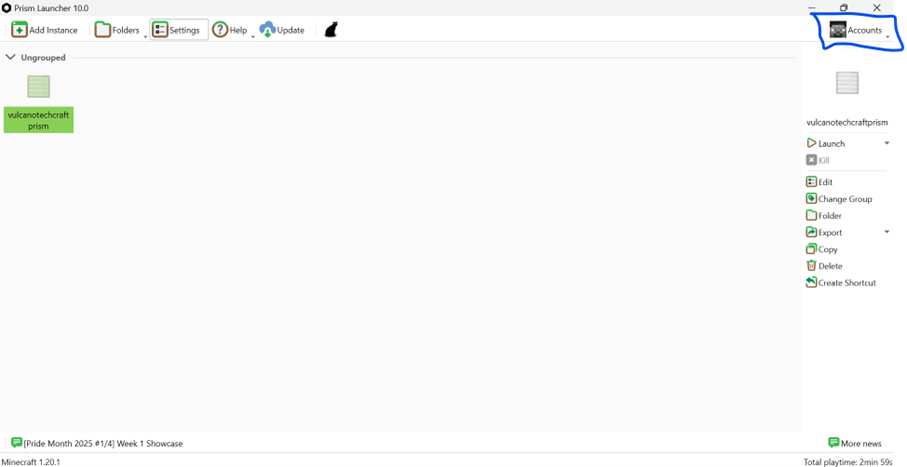 Prism Launcher 10.0
Add Instance Folders Settings Help Update Accounts
Ungrouped
vulcanotechcraft
prism
vulcanotechcraftprism
Launch
Kill
Edit
Change Group
Folder
Export
Copy
Delete
Create Shortcut
[Pride Month 2025 #1/4] Week 1 Showcase More news
Minecraft 1.20.1 Total playtime: 2min 59s